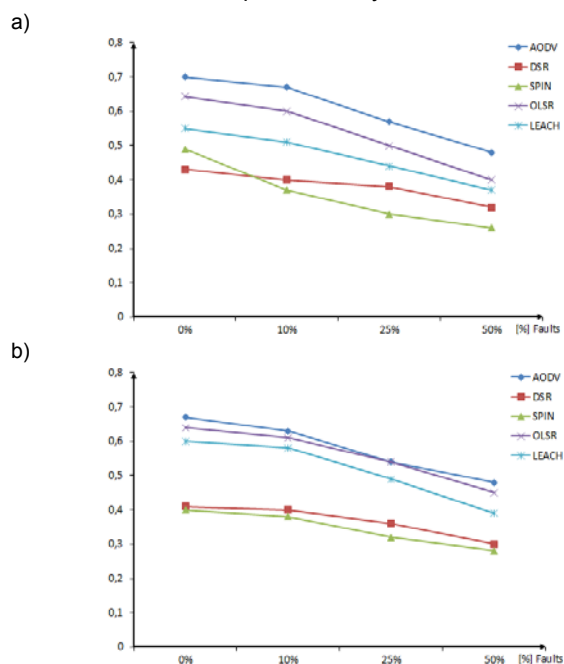 a)
0,8
0,7
0,6
0,5
0,4
0,3
0,2
0,1
0
0% 10% 25% 50% [%] Faults
AODV
DSR
SPIN
OLSR
LEACH
b)
0,8
0,7
0,6
0,5
0,4
0,3
0,2
0,1
0
0% 10% 25% 50% [%] Faults
AODV
DSR
SPIN
OLSR
LEACH